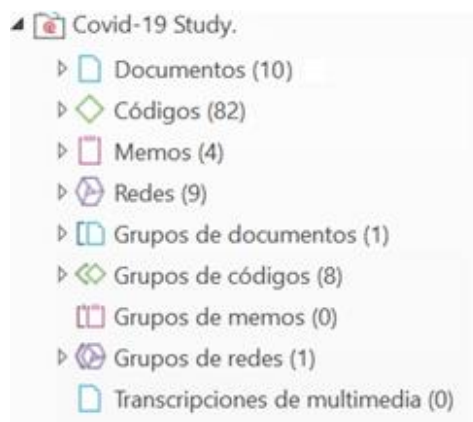 Covid-19 Study.
Documentos (10)
Códigos (82)
Memos (4)
Redes (9)
Grupos de documentos (1)
Grupos de códigos (8)
Grupos de memos (0)
Grupos de redes (1)
Transcripciones de multimedia (0)